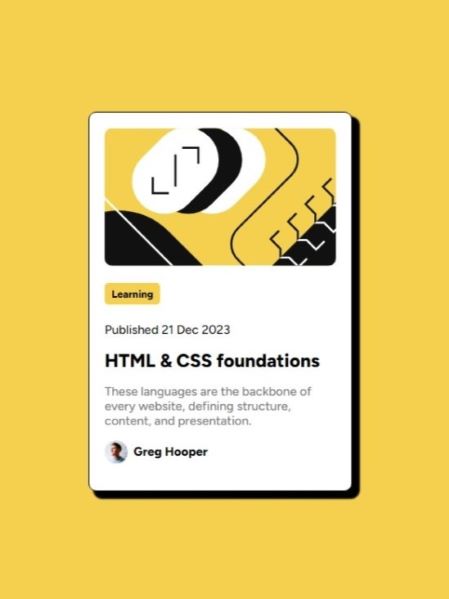 Learning
Published 21 Dec 2023
HTML & CSS foundations
These languages are the backbone of
every website, defining structure,
content, and presentation.
Greg Hooper